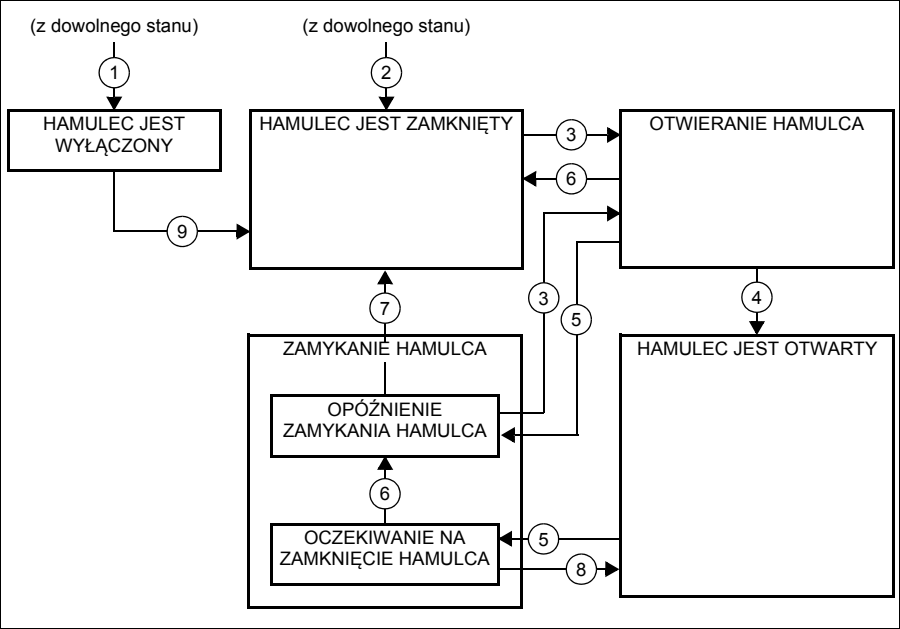 (z dowolnego stanu)
(z dowolnego stanu)
1
2
HAMULEC JEST
WYŁĄCZONY
HAMULEC JEST ZAMKNIĘTY
3
OTWIERANIE HAMULCA
6
9
3
5
4
7
ZAMYKANIE HAMULCA
HAMULEC JEST OTWARTY
OPÓŹNIENIE
ZAMYKANIA HAMULCA
6
OCZEKIWANIE NA
ZAMKNIĘCIE HAMULCA
5
8